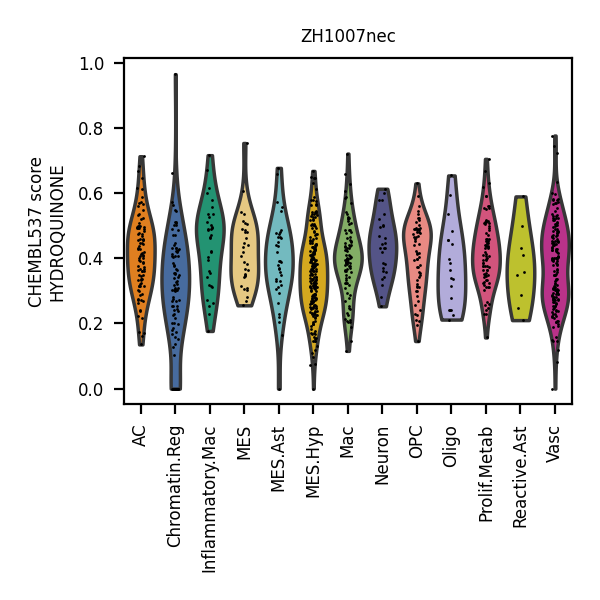 ZH1007nec
CHEMBL537 score
HYDROQUINONE
1.0
0.8
0.6
0.4
0.2
0.0
AC
Chromatin.Reg
Inflammatory.Mac
MES
MES.Ast
MES.Hyp
Mac
Neuron
OPC
Oligo
Prolif.Metab
Reactive.Ast
Vasc